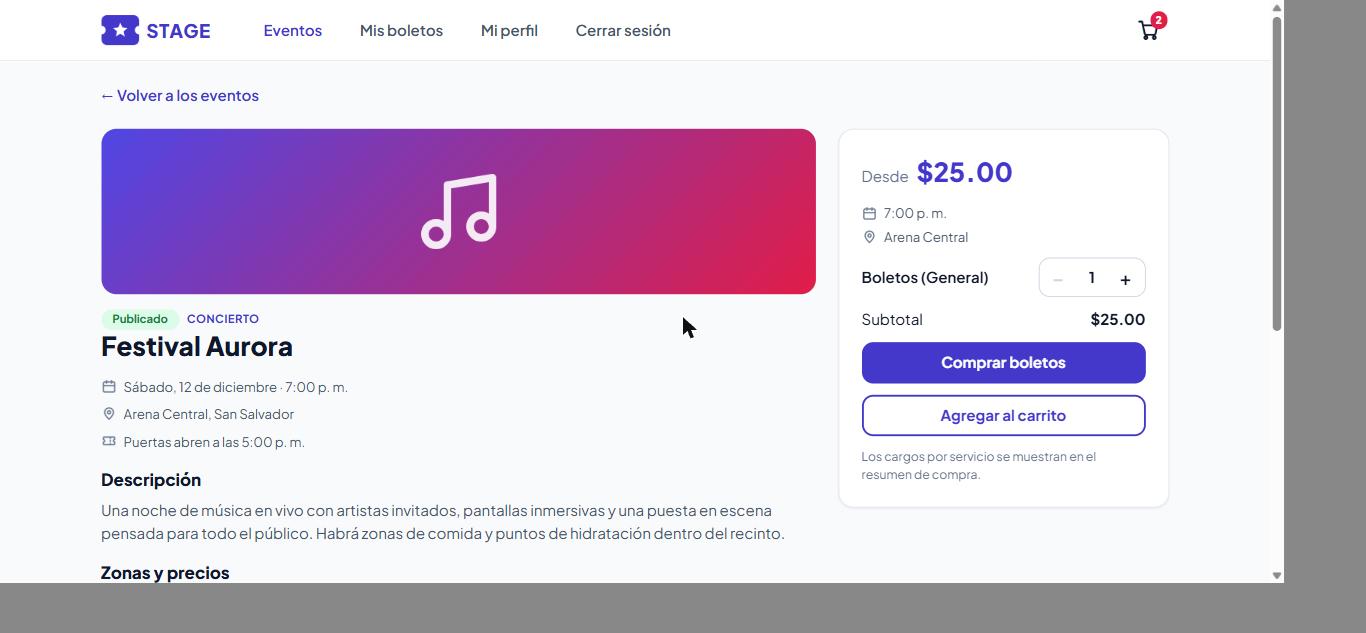 STAGE
Eventos
Mis boletos
Mi perfil
Cerrar sesión
2
← Volver a los eventos
Publicado
CONCIERTO
Festival Aurora
Sábado, 12 de diciembre · 7:00 p. m.
Arena Central, San Salvador
Puertas abren a las 5:00 p. m.
Descripción
Una noche de música en vivo con artistas invitados, pantallas inmersivas y una puesta en escena
pensada para todo el público. Habrá zonas de comida y puntos de hidratación dentro del recinto.
Zonas y precios
Desde $25.00
7:00 p. m.
Arena Central
Boletos (General) − 1 +
Subtotal $25.00
Comprar boletos
Agregar al carrito
Los cargos por servicio se muestran en el
resumen de compra.